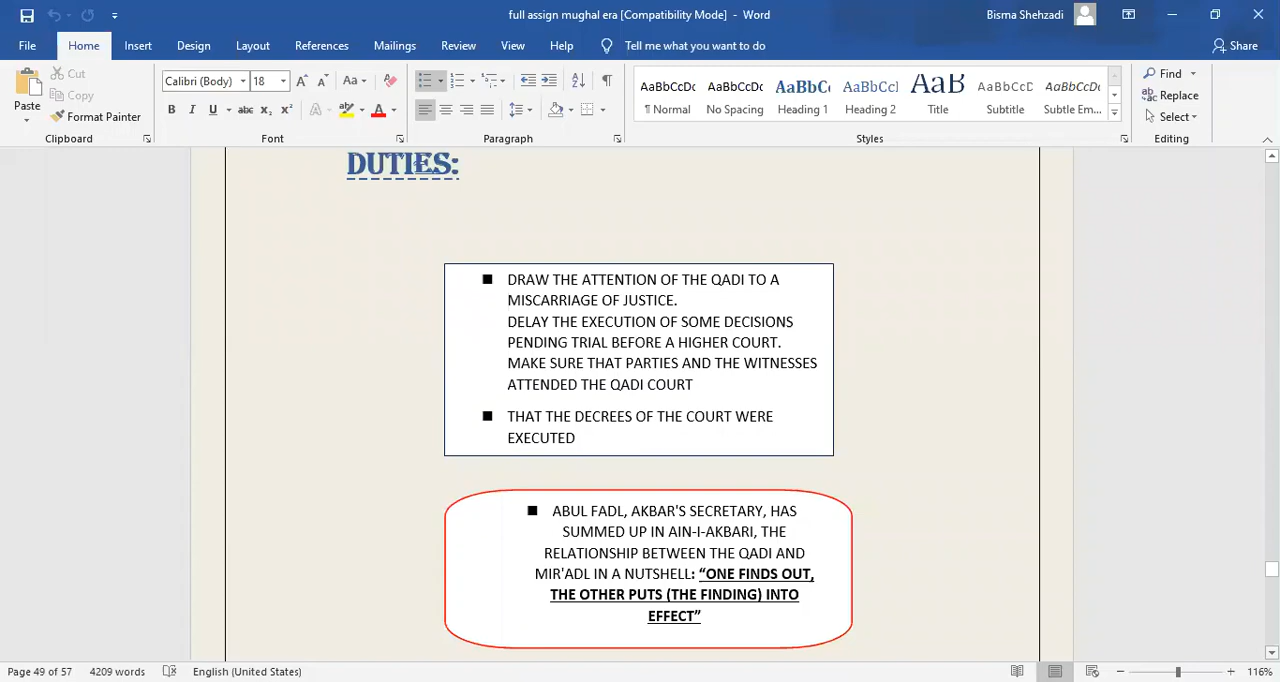 full assign mughal era [Compatibility Mode] - Word
Bisma Shehzadi
File Home Insert Design Layout References Mailings Review View Help Tell me what you want to do Share
Paste
Cut
Copy
Format Painter
Clipboard
Calibri (Body) 18
B I U abc X₂ X²
Font
Paragraph
AaBbCcDc AaBbCcDc AaBbC AaBbCcl AaB AaBbCcD AaBbCcDc
¶ Normal No Spacing Heading 1 Heading 2 Title Subtitle Subtle Em...
Styles
Find
Replace
Select
Editing
DUTIES:
DRAW THE ATTENTION OF THE QADI TO A
MISCARRIAGE OF JUSTICE.
DELAY THE EXECUTION OF SOME DECISIONS
PENDING TRIAL BEFORE A HIGHER COURT.
MAKE SURE THAT PARTIES AND THE WITNESSES
ATTENDED THE QADI COURT
THAT THE DECREES OF THE COURT WERE
EXECUTED
ABUL FADL, AKBAR'S SECRETARY, HAS
SUMMED UP IN AIN-I-AKBARI, THE
RELATIONSHIP BETWEEN THE QADI AND
MIR'ADL IN A NUTSHELL: “ONE FINDS OUT,
THE OTHER PUTS (THE FINDING) INTO
EFFECT”
Page 49 of 57 4209 words English (United States) 116%